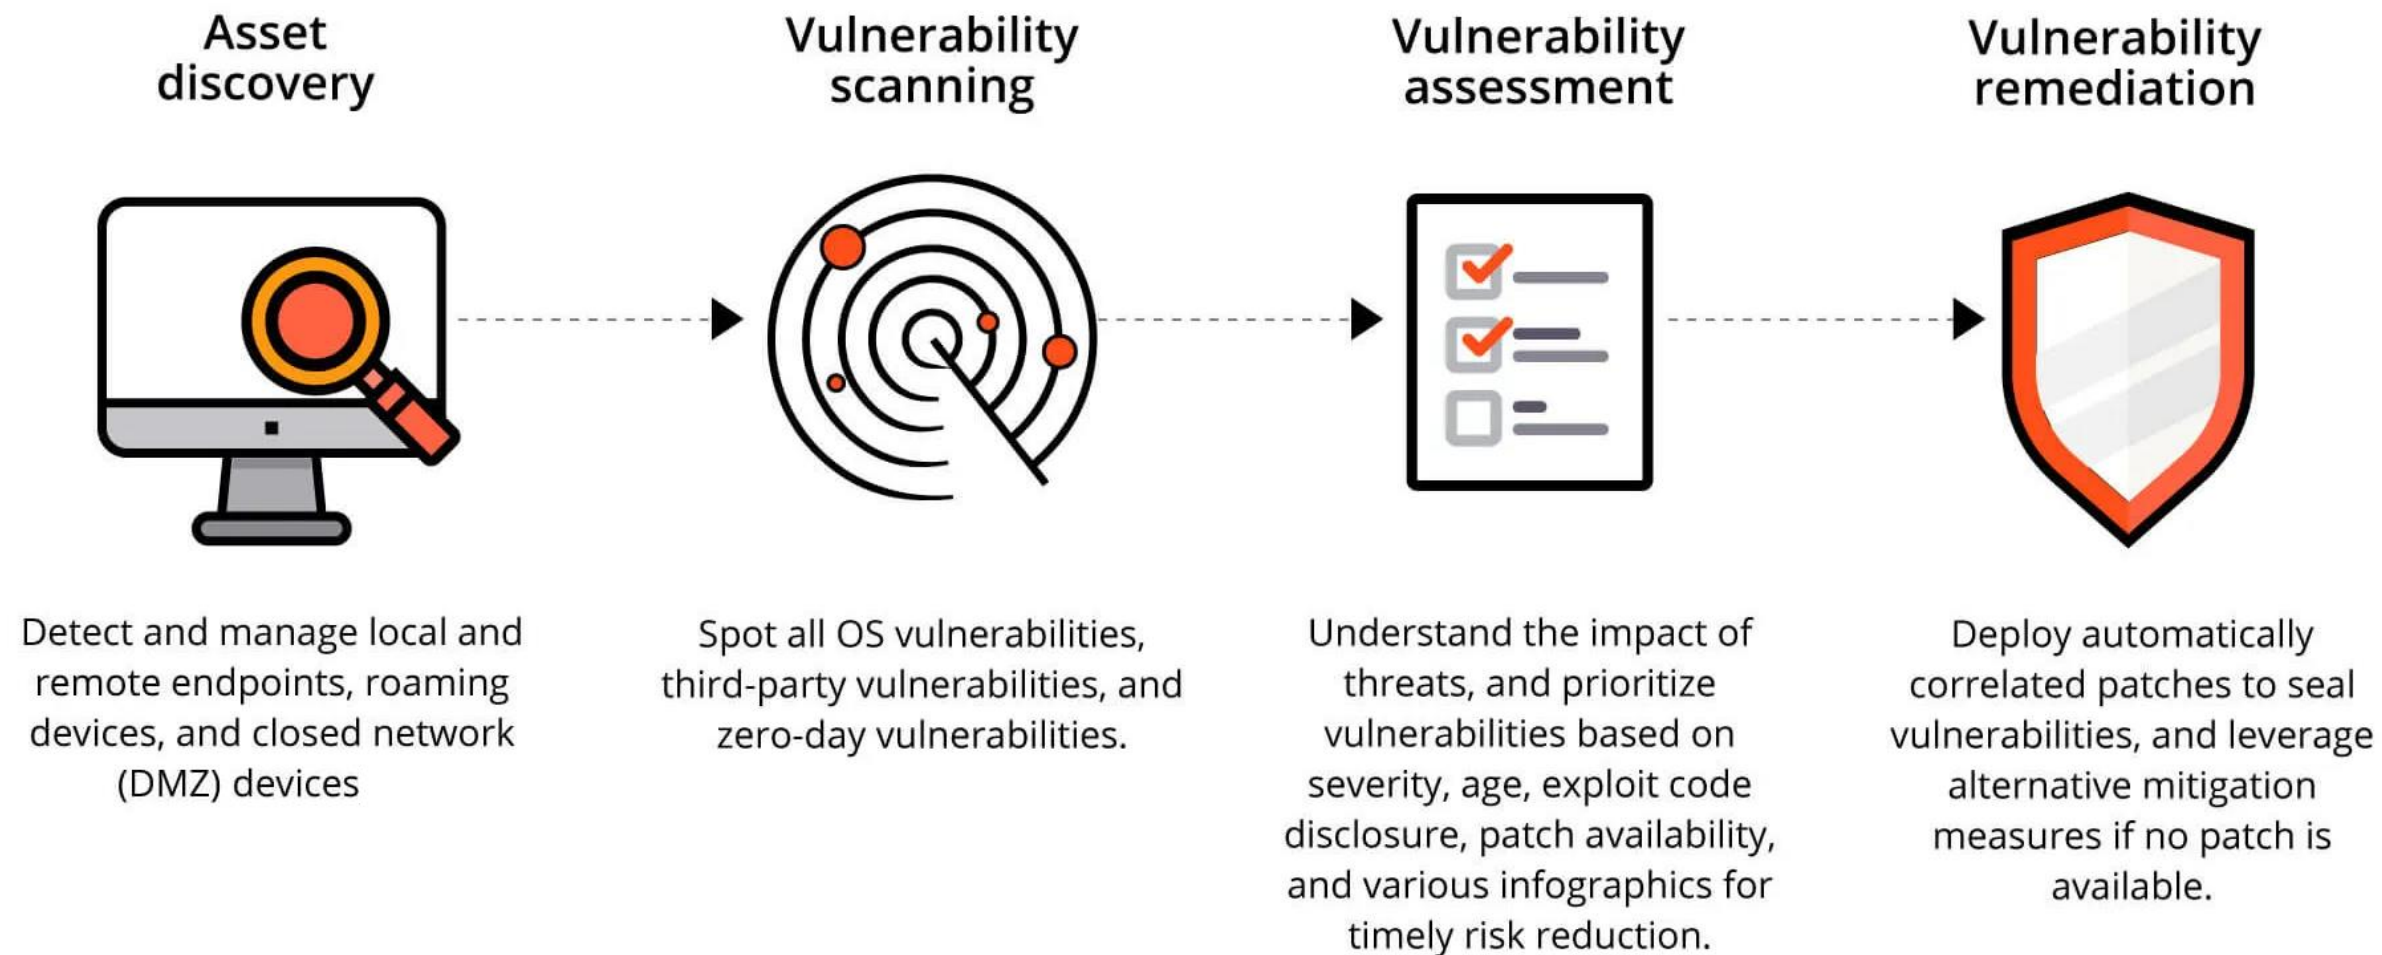 Asset
discovery
Detect and manage local and
remote endpoints, roaming
devices, and closed network
(DMZ) devices
Vulnerability
scanning
Spot all OS vulnerabilities,
third-party vulnerabilities, and
zero-day vulnerabilities.
Vulnerability
assessment
Understand the impact of
threats, and prioritize
vulnerabilities based on
severity, age, exploit code
disclosure, patch availability,
and various infographics for
timely risk reduction.
Vulnerability
remediation
Deploy automatically
correlated patches to seal
vulnerabilities, and leverage
alternative mitigation
measures if no patch is
available.